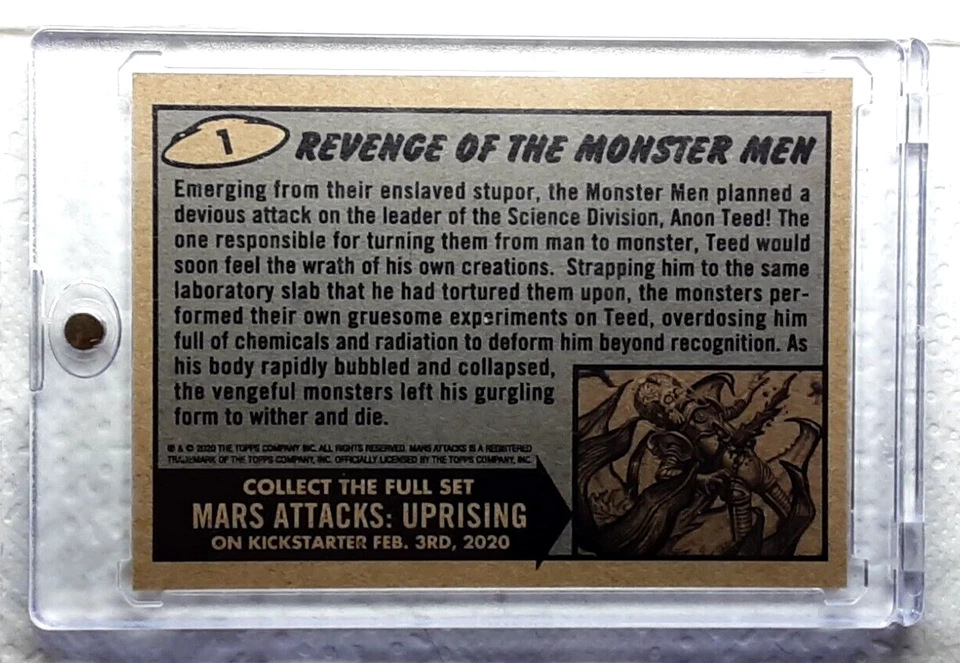 1
REVENGE OF THE MONSTER MEN
Emerging from their enslaved stupor, the Monster Men planned a
devious attack on the leader of the Science Division, Anon Teed! The
one responsible for turning them from man to monster, Teed would
soon feel the wrath of his own creations. Strapping him to the same
laboratory slab that he had tortured them upon, the monsters per-
formed their own gruesome experiments on Teed, overdosing him
full of chemicals and radiation to deform him beyond recognition. As
his body rapidly bubbled and collapsed,
the vengeful monsters left his gurgling
form to wither and die.
® & © 2020 THE TOPPS COMPANY INC. ALL RIGHTS RESERVED. MARS ATTACKS IS A REGISTERED
TRADEMARK OF THE TOPPS COMPANY, INC. OFFICIALLY LICENSED BY THE TOPPS COMPANY, INC.
COLLECT THE FULL SET
MARS ATTACKS: UPRISING
ON KICKSTARTER FEB. 3RD, 2020